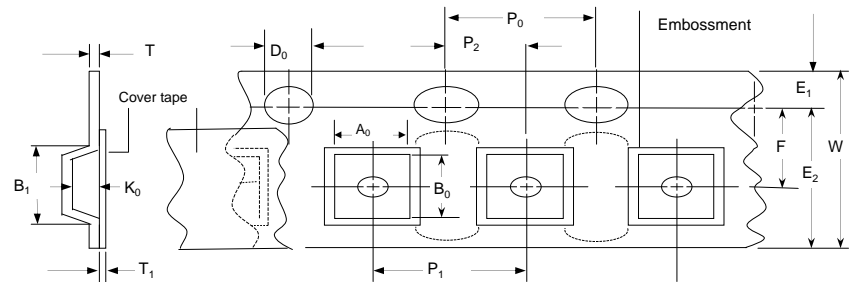 P0
Embossment
T
D0
P2
E1
Cover tape
A0
F
W
B1
K0
B0
E2
T1
P1